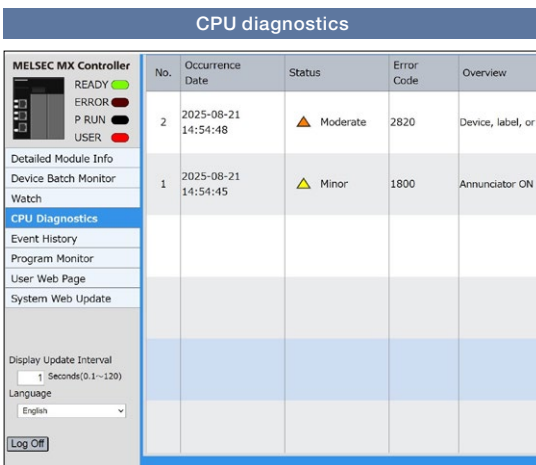 CPU diagnostics
MELSEC MX Controller
READY
ERROR
P RUN
USER
Detailed Module Info
Device Batch Monitor
Watch
CPU Diagnostics
Event History
Program Monitor
User Web Page
System Web Update
Display Update Interval
1 Seconds(0.1~120)
Language
English
Log Off
No. Occurrence Date Status Error Code Overview
2 2025-08-21 14:54:48 Moderate 2820 Device, label, or
1 2025-08-21 14:54:45 Minor 1800 Annunciator ON